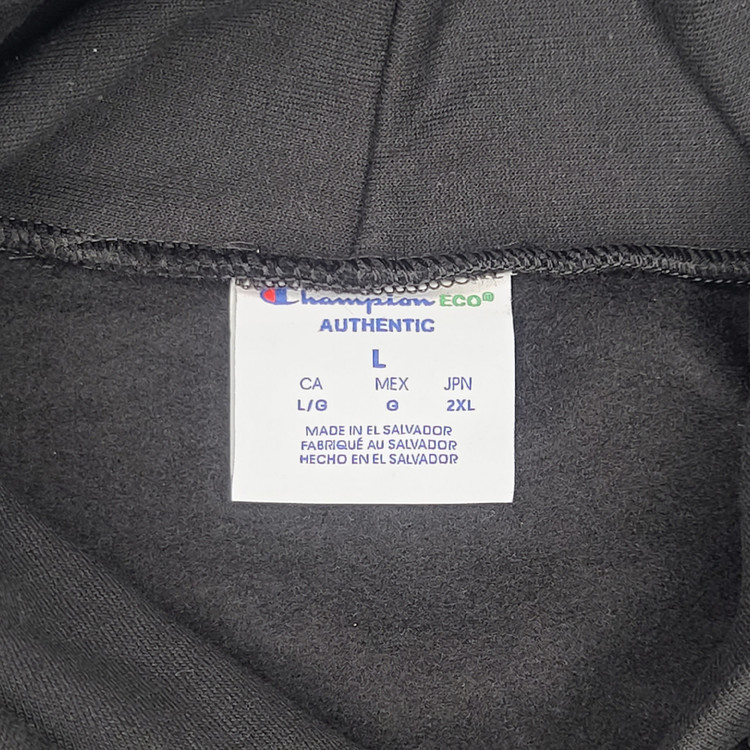 Champion ECO®
AUTHENTIC
L
CA MEX JPN
L/G G 2XL
MADE IN EL SALVADOR
FABRIQUÉ AU SALVADOR
HECHO EN EL SALVADOR